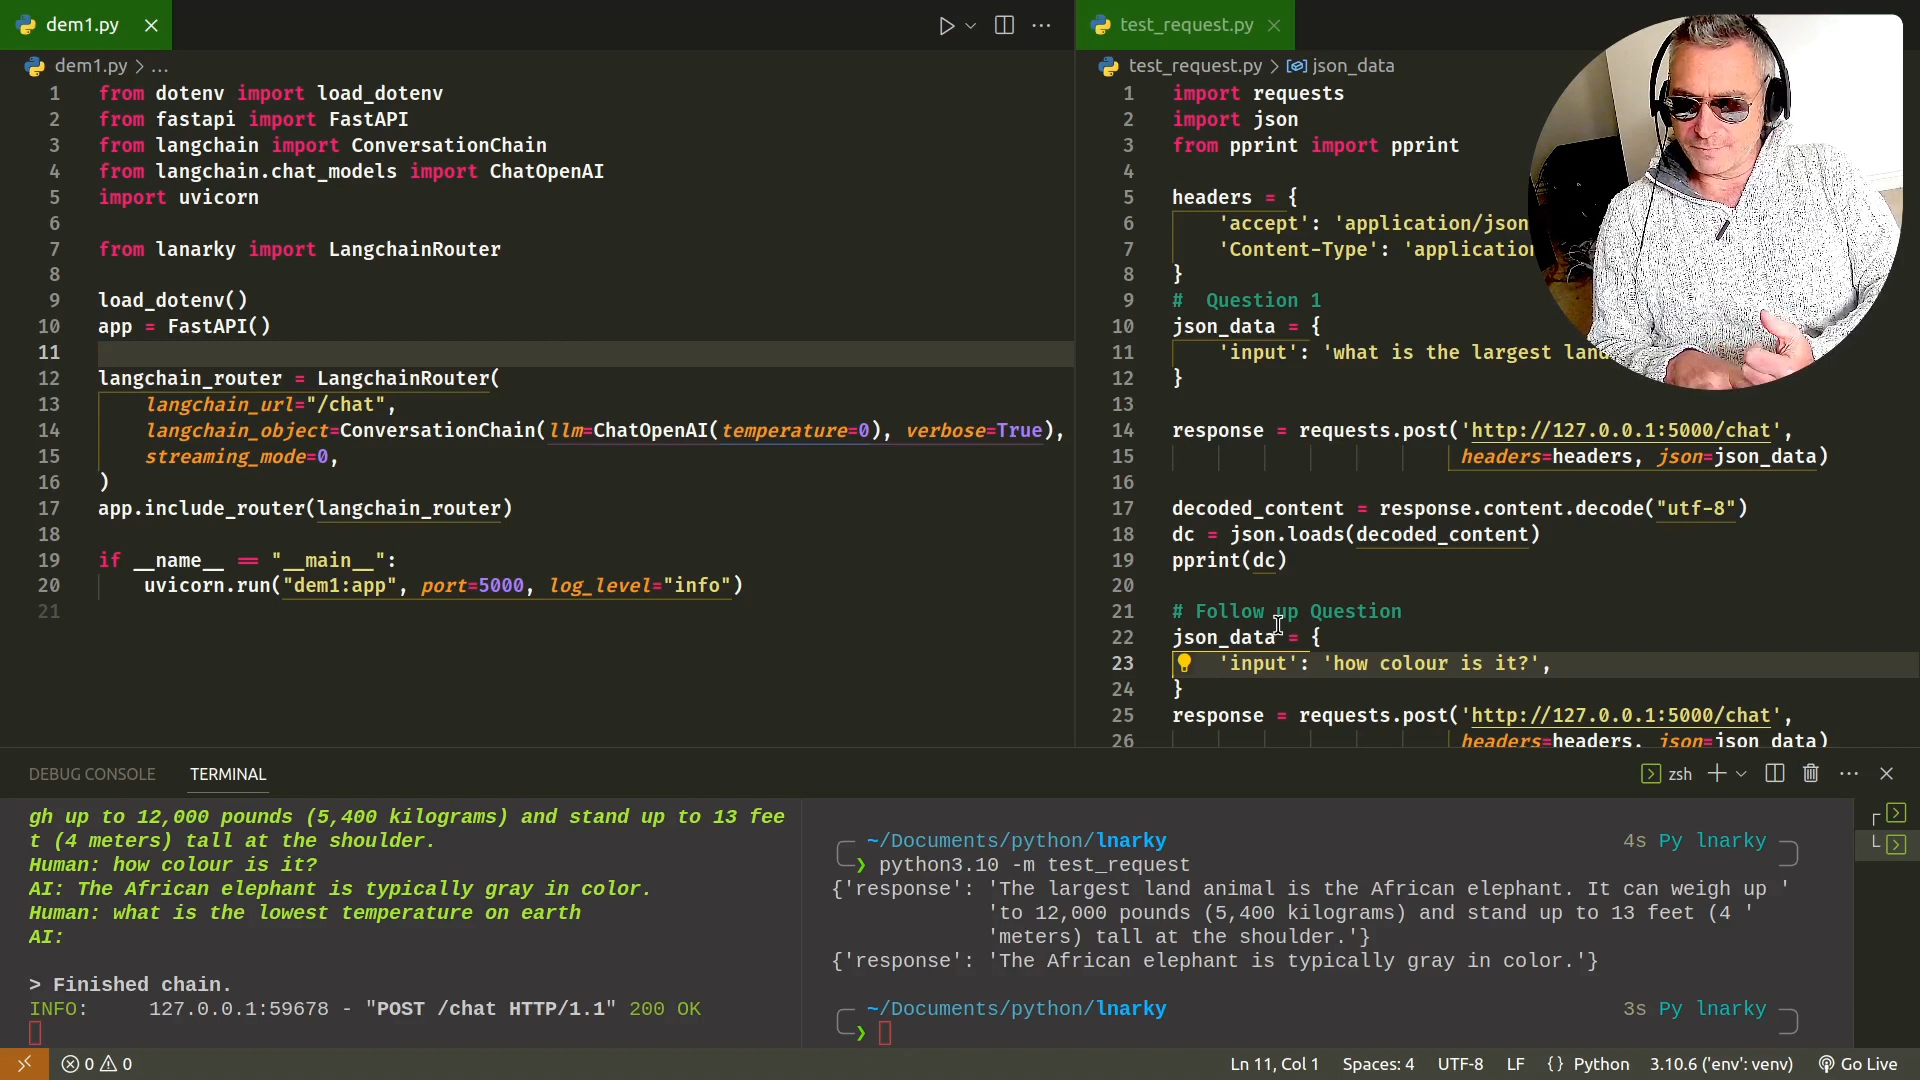 dem1.py
test_request.py
dem1.py > ...
test_request.py > json_data
1 from dotenv import load_dotenv
2 from fastapi import FastAPI
3 from langchain import ConversationChain
4 from langchain.chat_models import ChatOpenAI
5 import uvicorn
6
7 from lanarky import LangchainRouter
8
9 load_dotenv()
10 app = FastAPI()
11
12 langchain_router = LangchainRouter(
13 langchain_url="/chat",
14 langchain_object=ConversationChain(llm=ChatOpenAI(temperature=0), verbose=True),
15 streaming_mode=0,
16 )
17 app.include_router(langchain_router)
18
19 if __name__ == "__main__":
20 uvicorn.run("dem1:app", port=5000, log_level="info")
21
1 import requests
2 import json
3 from pprint import pprint
4
5 headers = {
6 'accept': 'application/json
7 'Content-Type': 'application
8 }
9 # Question 1
10 json_data = {
11 'input': 'what is the largest land
12 }
13
14 response = requests.post('http://127.0.0.1:5000/chat',
15 headers=headers, json=json_data)
16
17 decoded_content = response.content.decode("utf-8")
18 dc = json.loads(decoded_content)
19 pprint(dc)
20
21 # Follow up Question
22 json_data = {
23 'input': 'how colour is it?',
24 }
25 response = requests.post('http://127.0.0.1:5000/chat',
26 headers=headers, json=json_data)
DEBUG CONSOLE TERMINAL
zsh
gh up to 12,000 pounds (5,400 kilograms) and stand up to 13 fee
t (4 meters) tall at the shoulder.
Human: how colour is it?
AI: The African elephant is typically gray in color.
Human: what is the lowest temperature on earth
AI:
> Finished chain.
INFO: 127.0.0.1:59678 - "POST /chat HTTP/1.1" 200 OK
~/Documents/python/lnarky 4s Py lnarky
❯ python3.10 -m test_request
{'response': 'The largest land animal is the African elephant. It can weigh up '
'to 12,000 pounds (5,400 kilograms) and stand up to 13 feet (4 '
'meters) tall at the shoulder.'}
{'response': 'The African elephant is typically gray in color.'}
~/Documents/python/lnarky 3s Py lnarky
❯
0 0 Ln 11, Col 1 Spaces: 4 UTF-8 LF {} Python 3.10.6 ('env': venv) Go Live